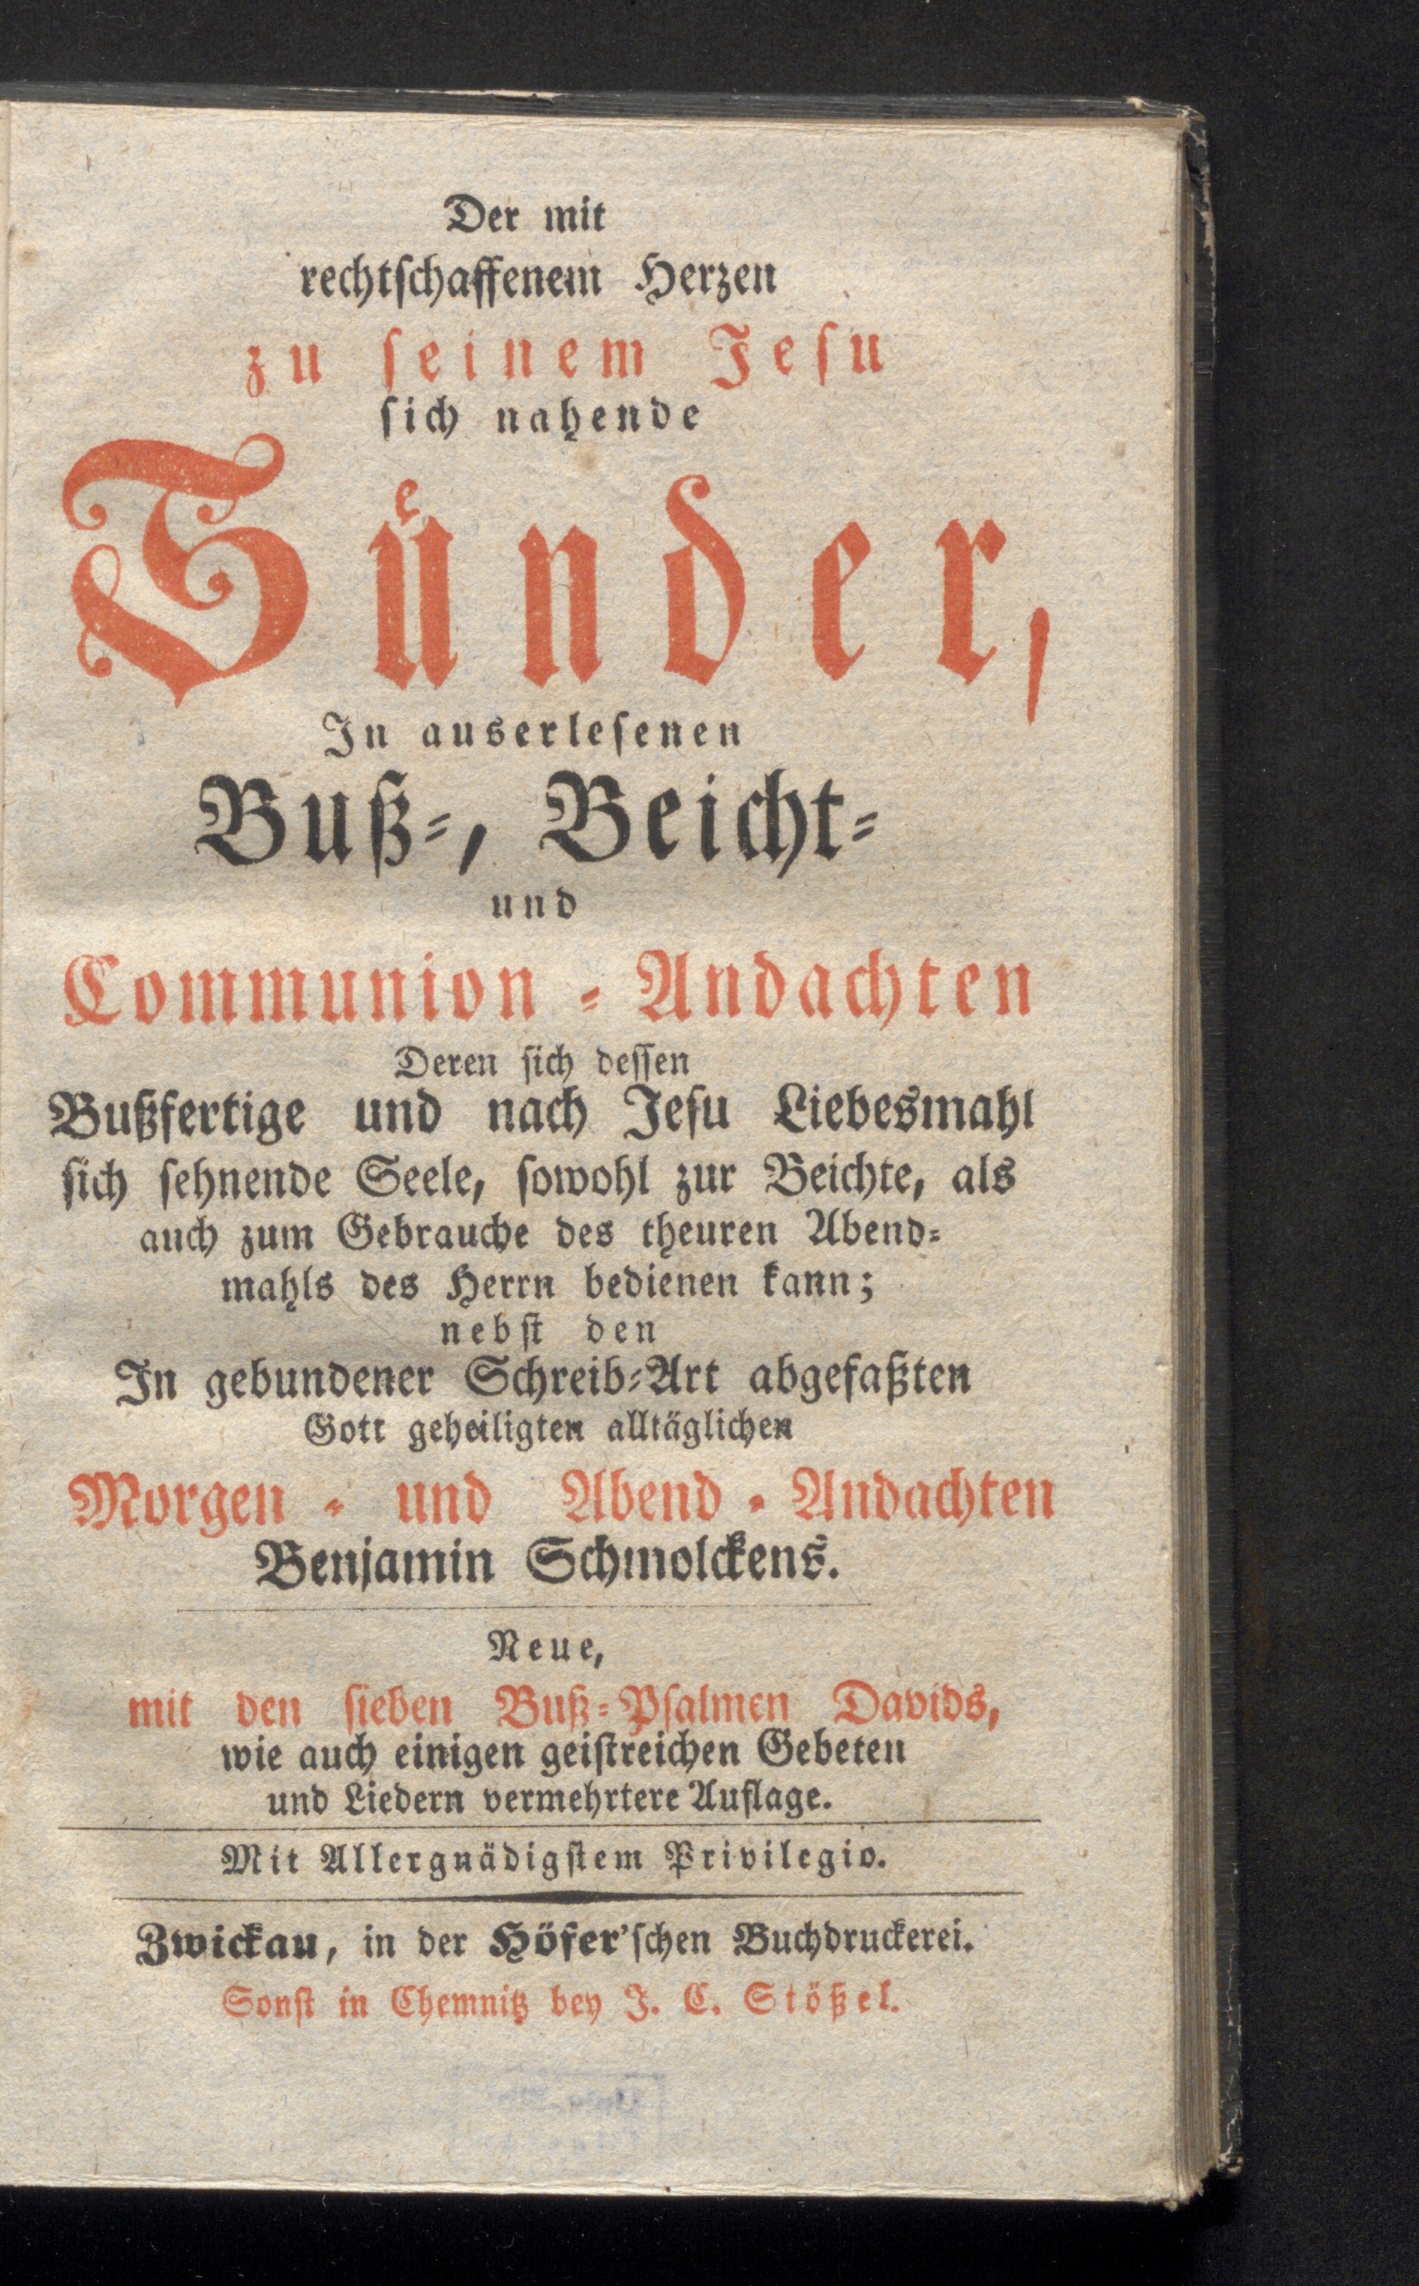 Der mit
rechtſchaffenem Herzen
zu ſeinem Jeſu
ſich nahende
Suͤnder,
In auserleſenen
Buß-, Beicht-
und
Communion-Andachten
Deren ſich deſſen
Bußfertige und nach Jeſu Liebesmahl
ſich ſehnende Seele, ſowohl zur Beichte, als
auch zum Gebrauche des theuren Abend-
mahls des Herrn bedienen kann;
nebſt den
In gebundener Schreib-Art abgefaßten
Gott geheiligten alltäglichen
Morgen- und Abend-Andachten
Benjamin Schmolckens.
Neue,
mit den ſieben Buß-Pſalmen Davids,
wie auch einigen geiſtreichen Gebeten
und Liedern vermehrtere Auflage.
Mit Allergnädigſtem Privilegio.
Zwickau, in der Höfer'ſchen Buchdruckerei.
Sonſt in Chemnitz bey J. C. Stößel.